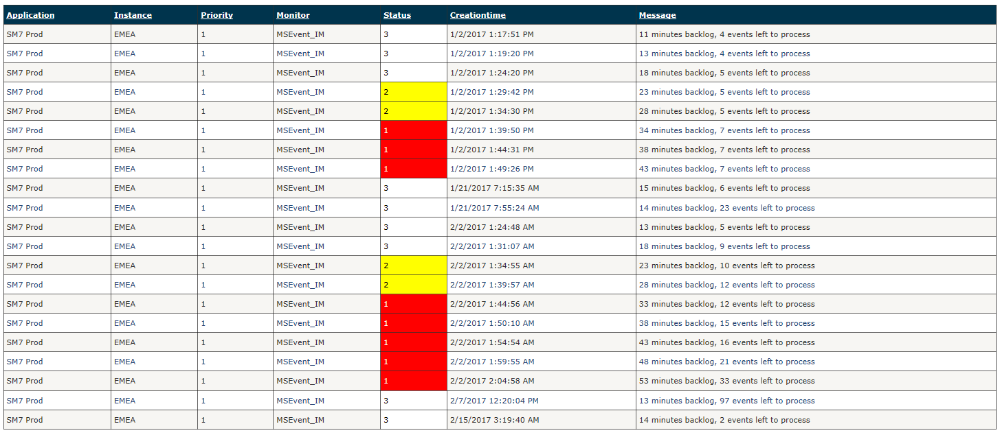 Application Instance Priority Monitor Status Creationtime Message
SM7 Prod EMEA 1 MSEvent_IM 3 1/2/2017 1:17:51 PM 11 minutes backlog, 4 events left to process
SM7 Prod EMEA 1 MSEvent_IM 3 1/2/2017 1:19:20 PM 13 minutes backlog, 4 events left to process
SM7 Prod EMEA 1 MSEvent_IM 3 1/2/2017 1:24:20 PM 18 minutes backlog, 5 events left to process
SM7 Prod EMEA 1 MSEvent_IM 2 1/2/2017 1:29:42 PM 23 minutes backlog, 5 events left to process
SM7 Prod EMEA 1 MSEvent_IM 2 1/2/2017 1:34:30 PM 28 minutes backlog, 5 events left to process
SM7 Prod EMEA 1 MSEvent_IM 1 1/2/2017 1:39:50 PM 34 minutes backlog, 7 events left to process
SM7 Prod EMEA 1 MSEvent_IM 1 1/2/2017 1:44:31 PM 38 minutes backlog, 7 events left to process
SM7 Prod EMEA 1 MSEvent_IM 1 1/2/2017 1:49:26 PM 43 minutes backlog, 7 events left to process
SM7 Prod EMEA 1 MSEvent_IM 3 1/21/2017 7:15:35 AM 15 minutes backlog, 6 events left to process
SM7 Prod EMEA 1 MSEvent_IM 3 1/21/2017 7:55:24 AM 14 minutes backlog, 23 events left to process
SM7 Prod EMEA 1 MSEvent_IM 3 2/2/2017 1:24:48 AM 13 minutes backlog, 5 events left to process
SM7 Prod EMEA 1 MSEvent_IM 3 2/2/2017 1:31:07 AM 18 minutes backlog, 9 events left to process
SM7 Prod EMEA 1 MSEvent_IM 2 2/2/2017 1:34:55 AM 23 minutes backlog, 10 events left to process
SM7 Prod EMEA 1 MSEvent_IM 2 2/2/2017 1:39:57 AM 28 minutes backlog, 12 events left to process
SM7 Prod EMEA 1 MSEvent_IM 1 2/2/2017 1:44:56 AM 33 minutes backlog, 12 events left to process
SM7 Prod EMEA 1 MSEvent_IM 1 2/2/2017 1:50:10 AM 38 minutes backlog, 15 events left to process
SM7 Prod EMEA 1 MSEvent_IM 1 2/2/2017 1:54:54 AM 43 minutes backlog, 16 events left to process
SM7 Prod EMEA 1 MSEvent_IM 1 2/2/2017 1:59:55 AM 48 minutes backlog, 21 events left to process
SM7 Prod EMEA 1 MSEvent_IM 1 2/2/2017 2:04:58 AM 53 minutes backlog, 33 events left to process
SM7 Prod EMEA 1 MSEvent_IM 3 2/7/2017 12:20:04 PM 13 minutes backlog, 97 events left to process
SM7 Prod EMEA 1 MSEvent_IM 3 2/15/2017 3:19:40 AM 14 minutes backlog, 2 events left to process